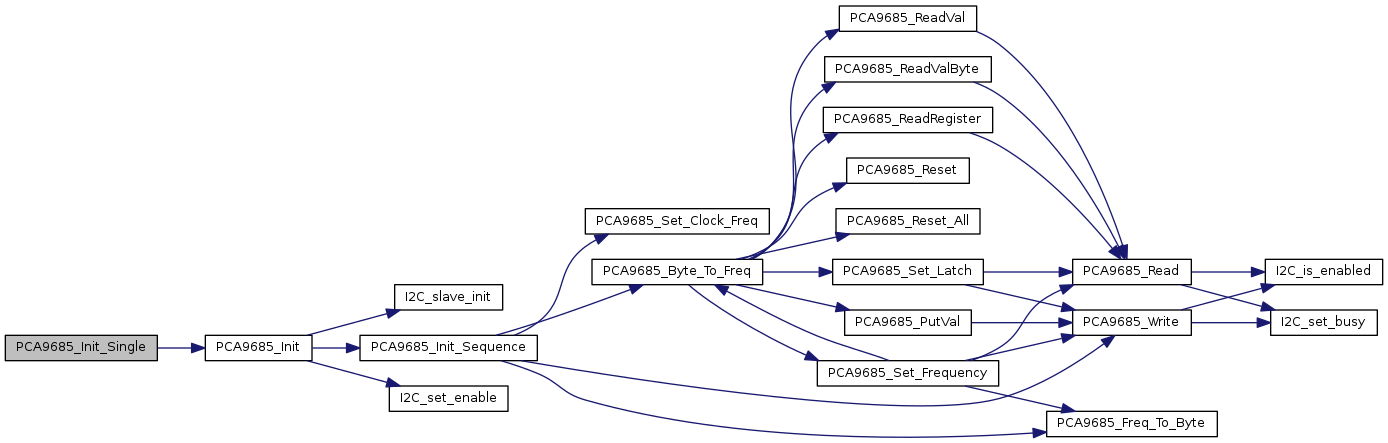 PCA9685_ReadVal
PCA9685_ReadValByte
PCA9685_ReadRegister
PCA9685_Reset
PCA9685_Set_Clock_Freq
PCA9685_Reset_All
PCA9685_Byte_To_Freq
PCA9685_Set_Latch
PCA9685_Read
I2C_is_enabled
I2C_slave_init
PCA9685_PutVal
PCA9685_Write
I2C_set_busy
PCA9685_Init_Single
PCA9685_Init
PCA9685_Init_Sequence
PCA9685_Set_Frequency
I2C_set_enable
PCA9685_Freq_To_Byte